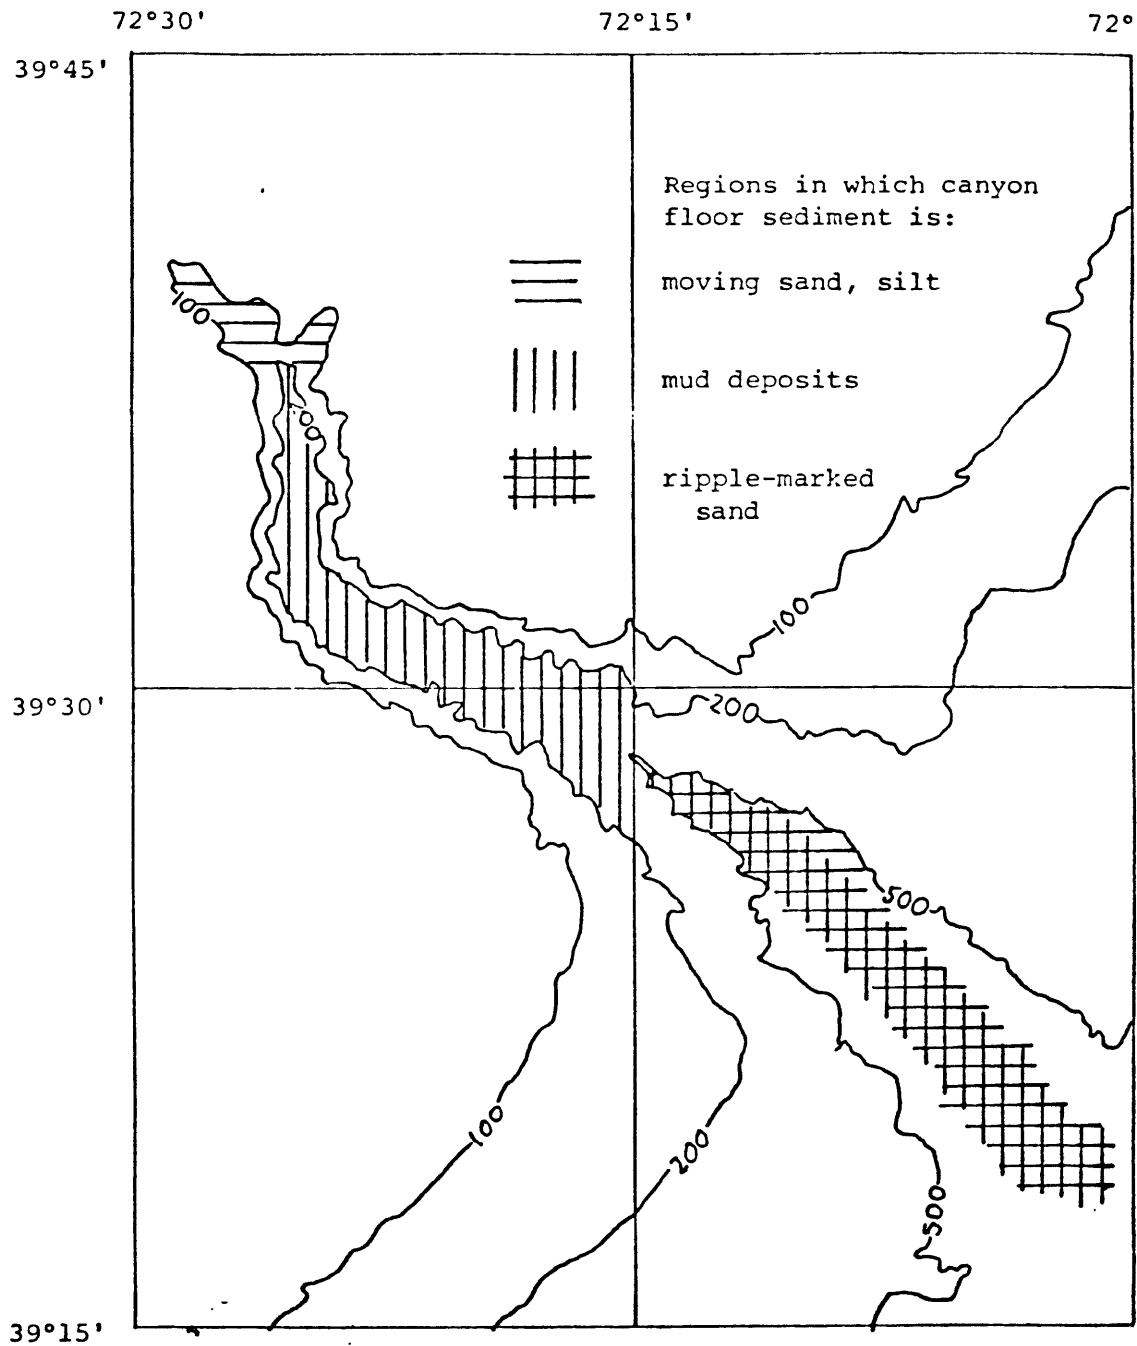 72°30' 72°15' 72°
39°45'
Regions in which canyon
floor sediment is:
moving sand, silt
100
mud deposits
ripple-marked
sand
100
200
39°30'
500
100
200
500
39°15'